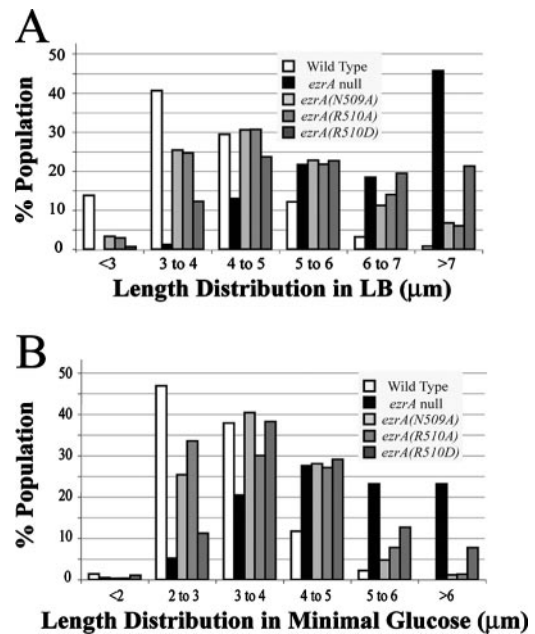 A
50
40
30
20
10
0
% Population
Wild Type
ezrA null
ezrA(N509A)
ezrA(R510A)
ezrA(R510D)
<3 3 to 4 4 to 5 5 to 6 6 to 7 >7
Length Distribution in LB (μm)
B
50
40
30
20
10
0
% Population
Wild Type
ezrA null
ezrA(N509A)
ezrA(R510A)
ezrA(R510D)
<2 2 to 3 3 to 4 4 to 5 5 to 6 >6
Length Distribution in Minimal Glucose (μm)